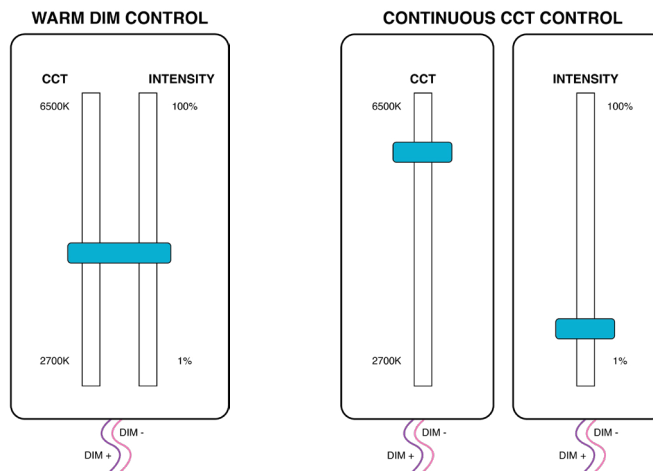 WARM DIM CONTROL
CCT INTENSITY
6500K 100%
2700K 1%
DIM -
DIM +
CONTINUOUS CCT CONTROL
CCT
6500K
2700K
DIM -
DIM +
INTENSITY
100%
1%
DIM -
DIM +